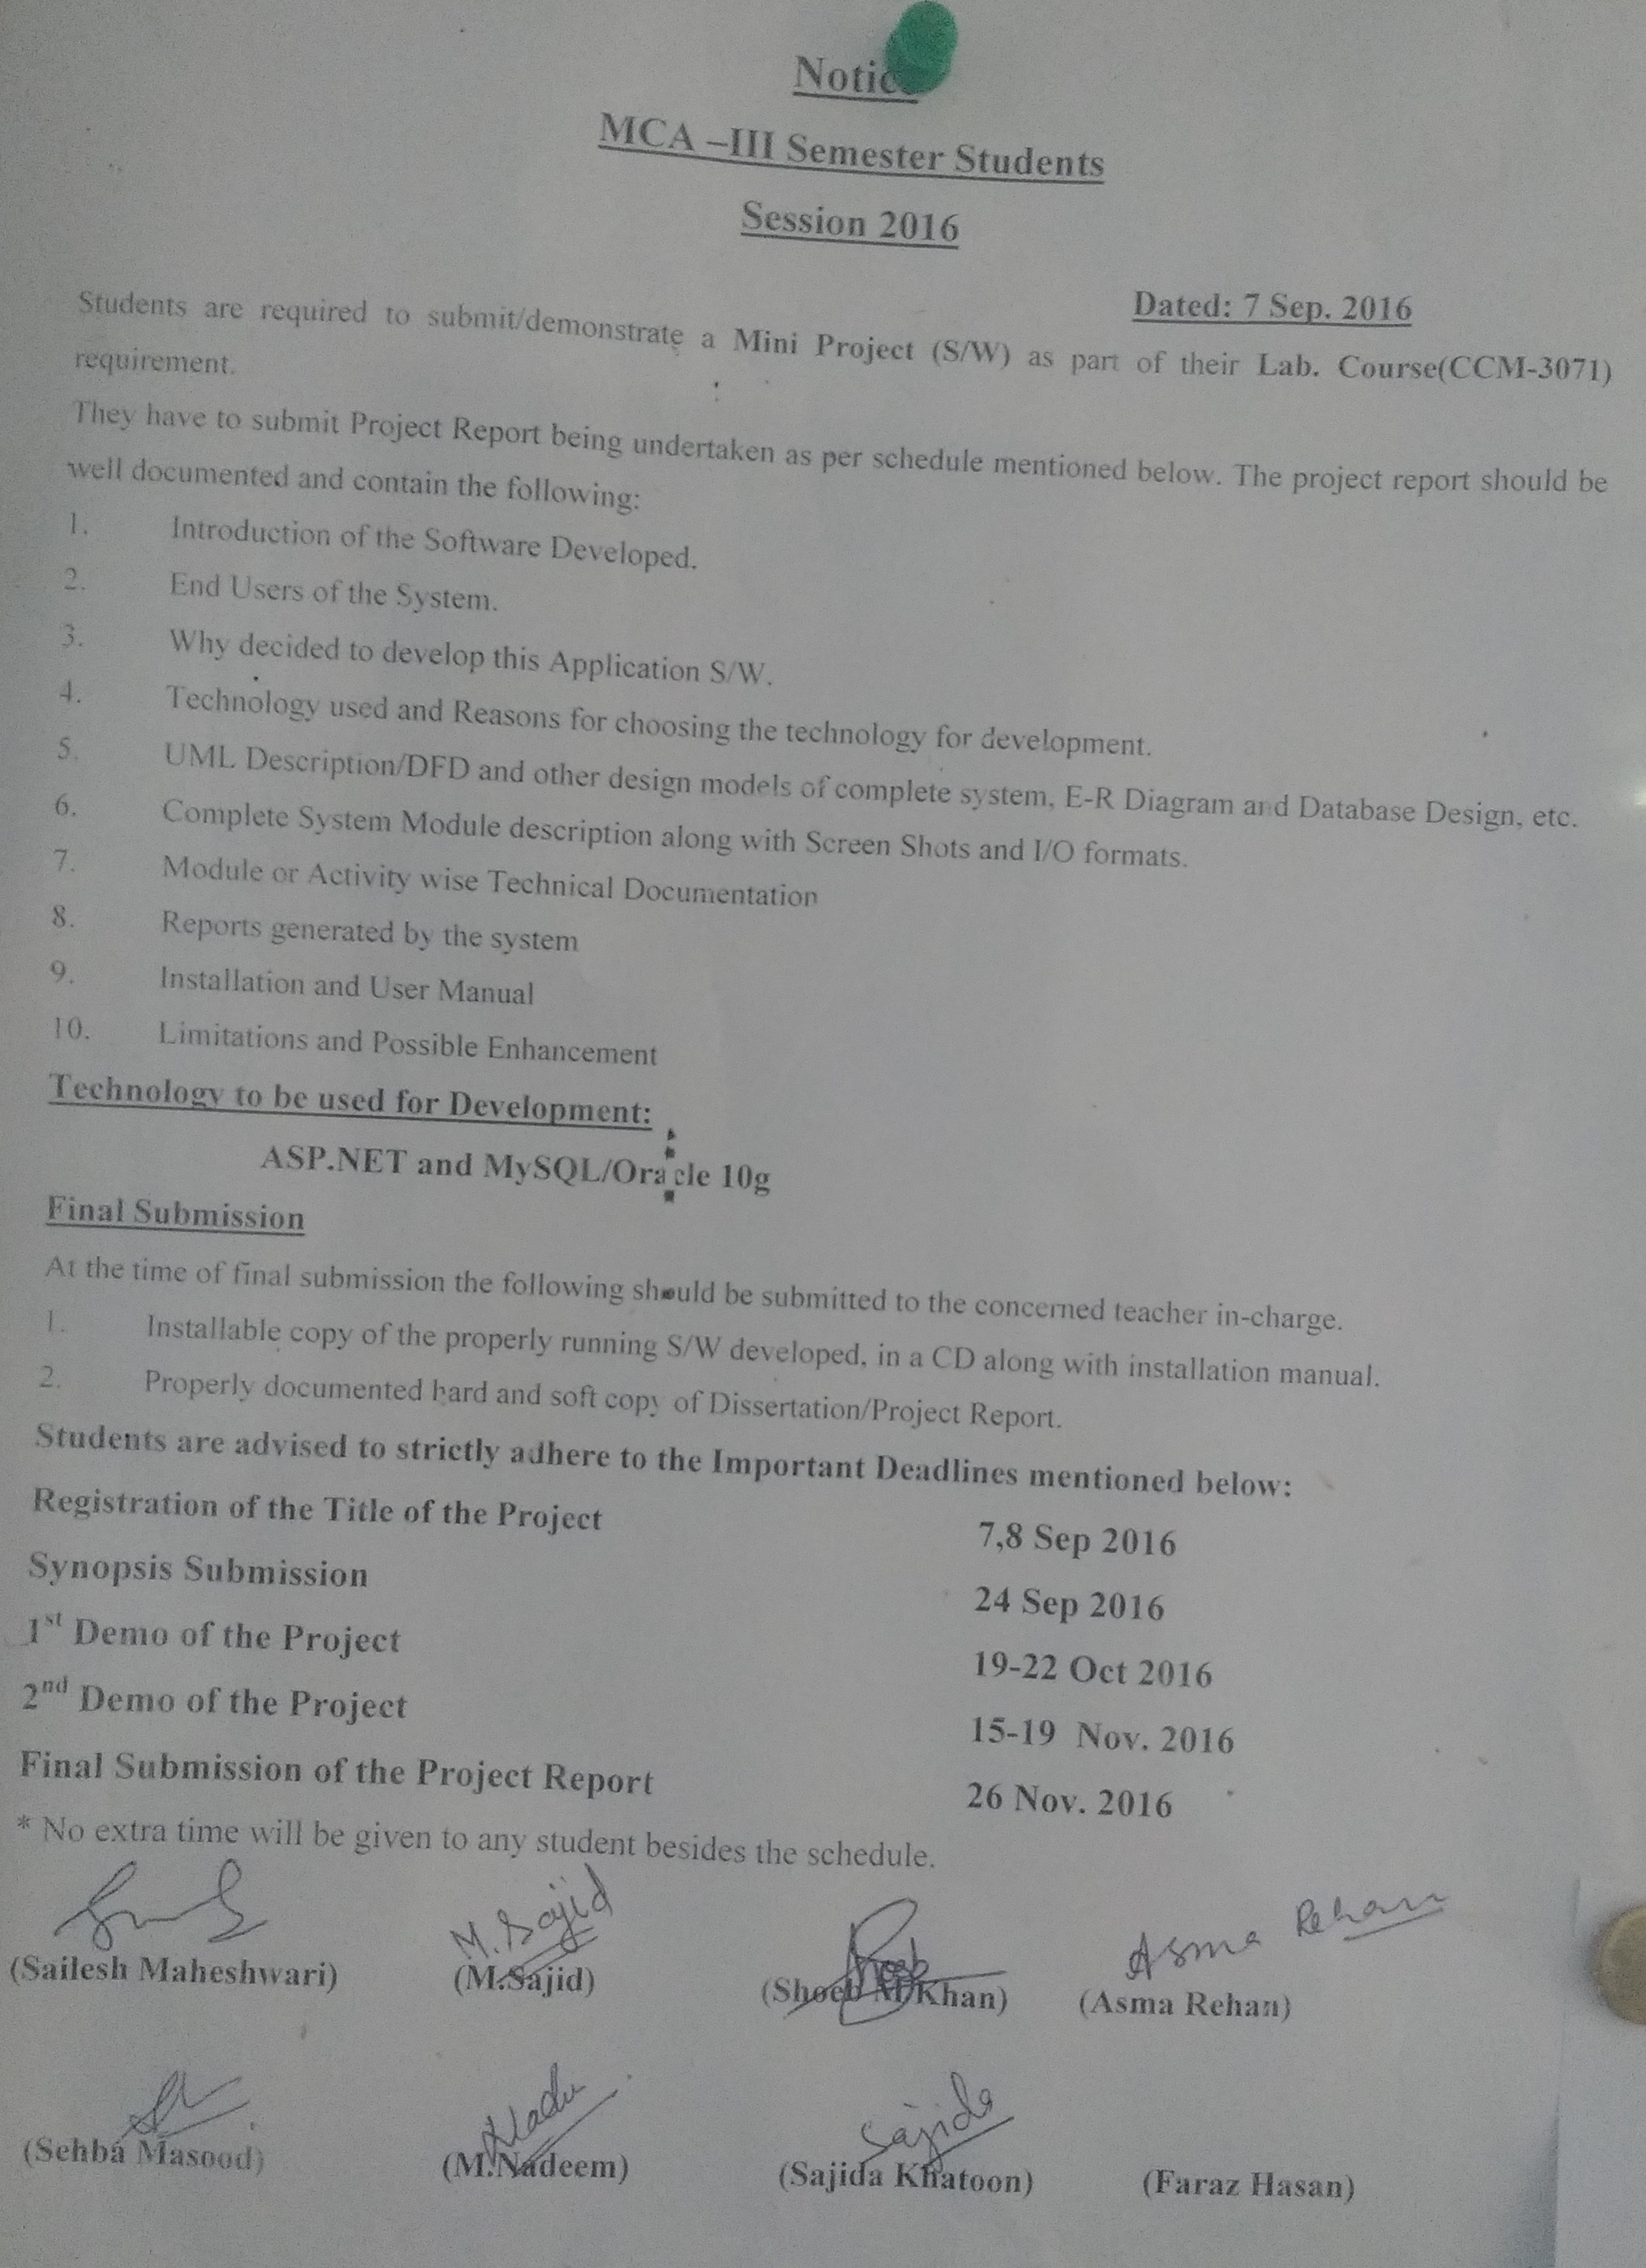 Notice
MCA –III Semester Students
Session 2016
Dated: 7 Sep. 2016
Students are required to submit/demonstrate a Mini Project (S/W) as part of their Lab. Course(CCM-3071)
requirement.
They have to submit Project Report being undertaken as per schedule mentioned below. The project report should be
well documented and contain the following:
1. Introduction of the Software Developed.
2. End Users of the System.
3. Why decided to develop this Application S/W.
4. Technology used and Reasons for choosing the technology for development.
5. UML Description/DFD and other design models of complete system, E-R Diagram and Database Design, etc.
6. Complete System Module description along with Screen Shots and I/O formats.
7. Module or Activity wise Technical Documentation
8. Reports generated by the system
9. Installation and User Manual
10. Limitations and Possible Enhancement
Technology to be used for Development:
ASP.NET and MySQL/Oracle 10g
Final Submission
At the time of final submission the following should be submitted to the concerned teacher in-charge.
1. Installable copy of the properly running S/W developed, in a CD along with installation manual.
2. Properly documented hard and soft copy of Dissertation/Project Report.
Students are advised to strictly adhere to the Important Deadlines mentioned below:
Registration of the Title of the Project 7,8 Sep 2016
Synopsis Submission 24 Sep 2016
1st Demo of the Project 19-22 Oct 2016
2nd Demo of the Project 15-19 Nov. 2016
Final Submission of the Project Report 26 Nov. 2016
* No extra time will be given to any student besides the schedule.
M. Sajid Asma Rehan
(Sailesh Maheshwari) (M.Sajid) (Shoeb M Khan) (Asma Rehan)
Sajida
(Sehba Masood) (M.Nadeem) (Sajida Khatoon) (Faraz Hasan)